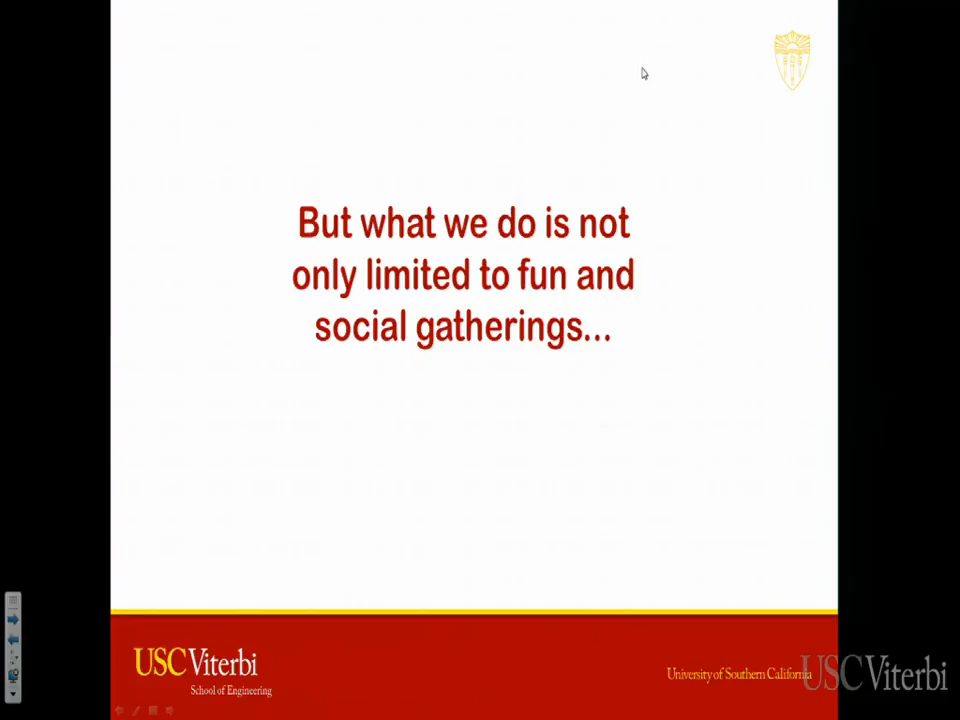 But what we do is not
only limited to fun and
social gatherings...
USC Viterbi
School of Engineering
University of Southern California
USC Viterbi